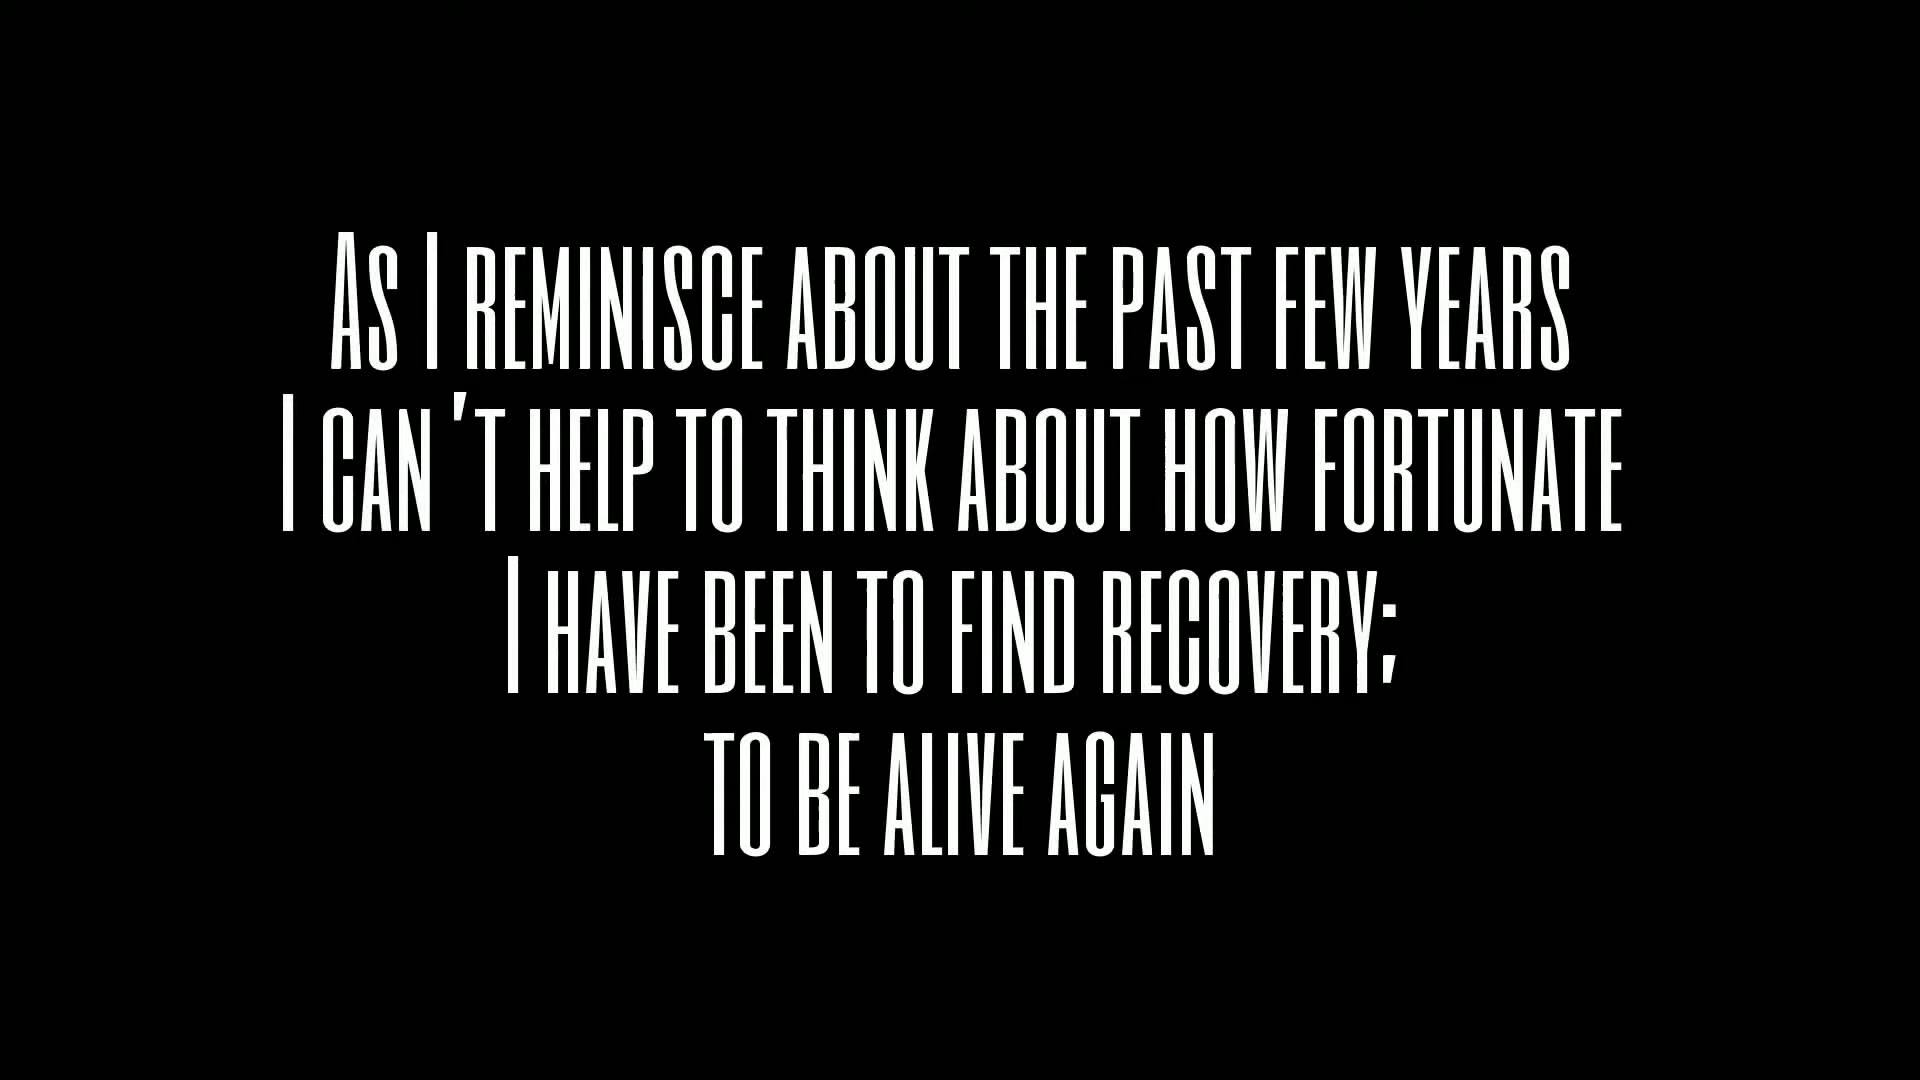 As I reminisce about the past few years
I can't help to think about how fortunate
I have been to find recovery;
to be alive again